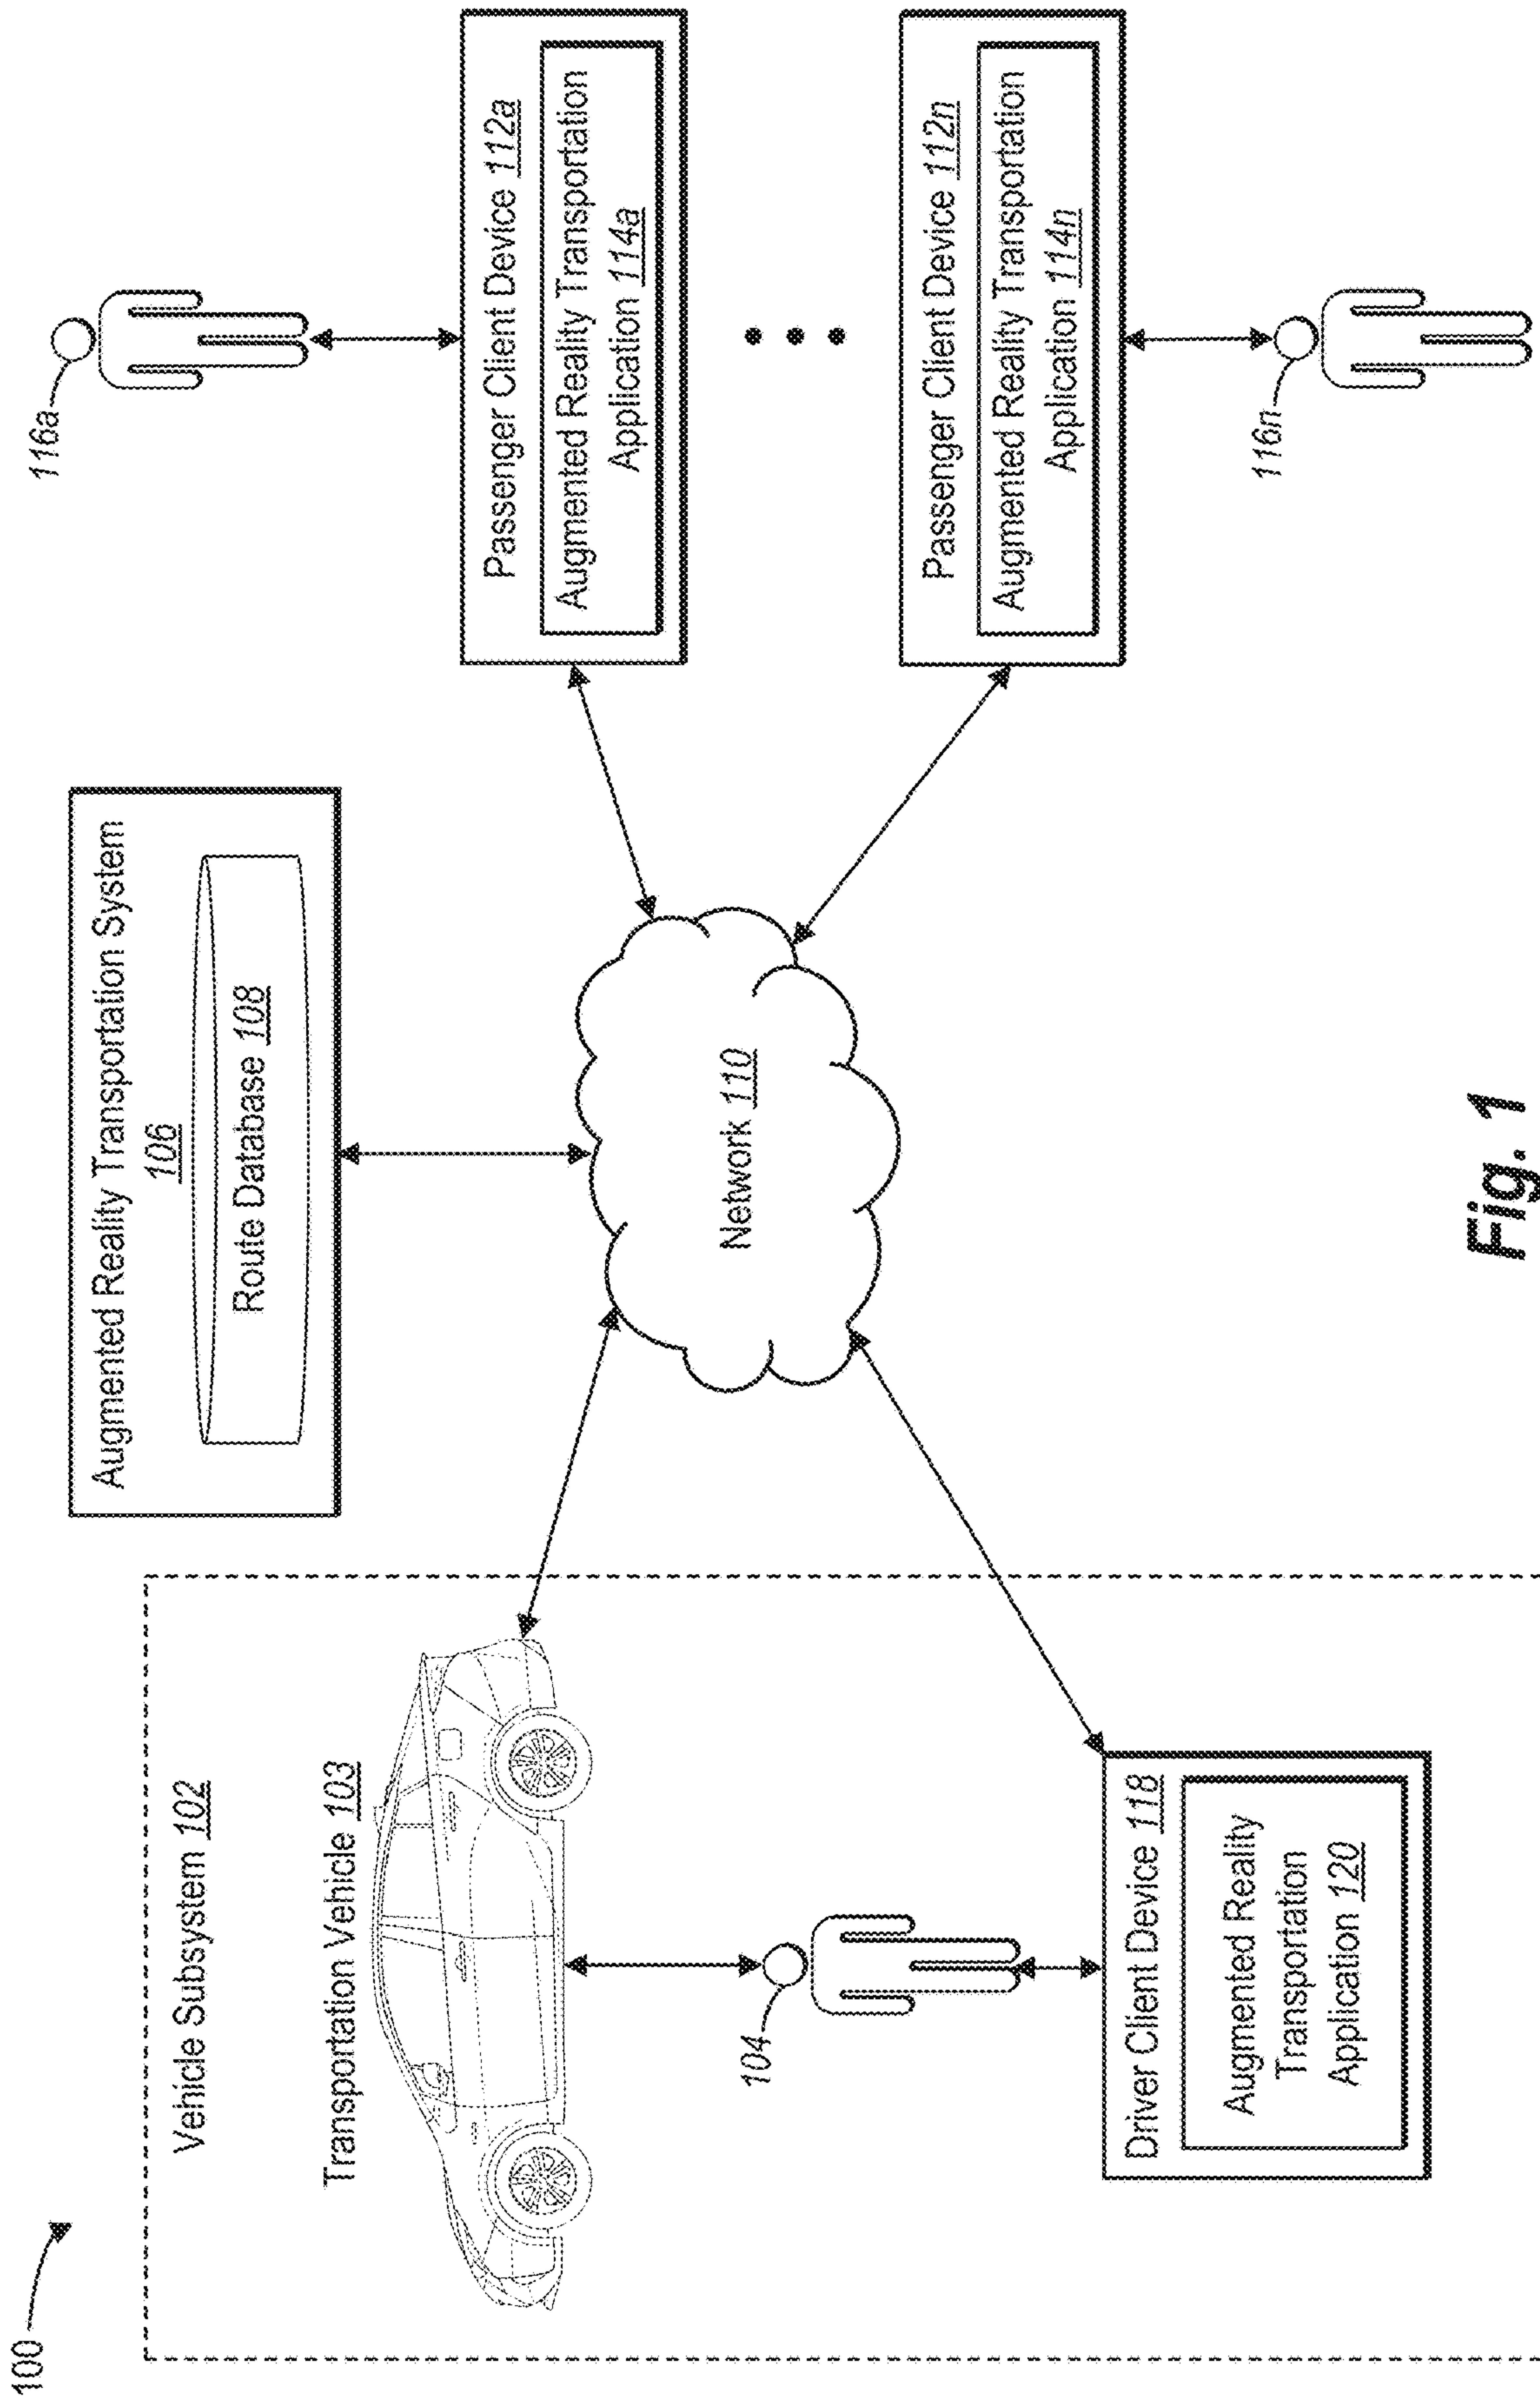 100
Vehicle Subsystem 102
Transportation Vehicle 103
104
Driver Client Device 118
Augmented Reality
Transportation
Application 120
Augmented Reality Transportation System
106
Route Database 108
Network 110
116a
Passenger Client Device 112a
Augmented Reality Transportation
Application 114a
Passenger Client Device 112n
Augmented Reality Transportation
Application 114n
116n
Fig. 1